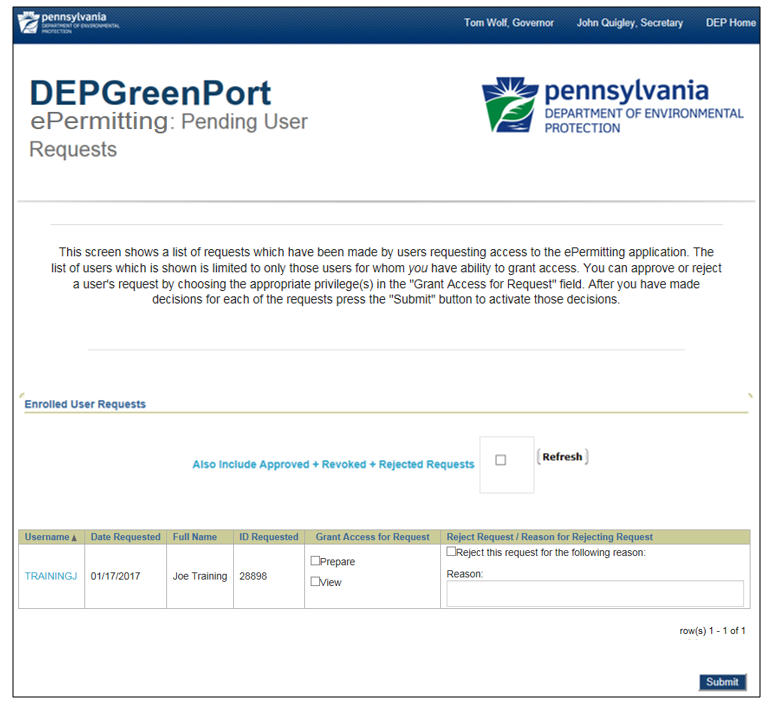 pennsylvania
DEPARTMENT OF ENVIRONMENTAL
PROTECTION
Tom Wolf, Governor John Quigley, Secretary DEP Home
DEPGreenPort
ePermitting: Pending User
Requests
pennsylvania
DEPARTMENT OF ENVIRONMENTAL
PROTECTION
This screen shows a list of requests which have been made by users requesting access to the ePermitting application. The
list of users which is shown is limited to only those users for whom you have ability to grant access. You can approve or reject
a user's request by choosing the appropriate privilege(s) in the "Grant Access for Request" field. After you have made
decisions for each of the requests press the "Submit" button to activate those decisions.
Enrolled User Requests
Also Include Approved + Revoked + Rejected Requests
Refresh
Username Date Requested Full Name ID Requested Grant Access for Request Reject Request / Reason for Rejecting Request
TRAININGJ 01/17/2017 Joe Training 28898
Prepare
View
Reject this request for the following reason:
Reason:
row(s) 1 - 1 of 1
Submit